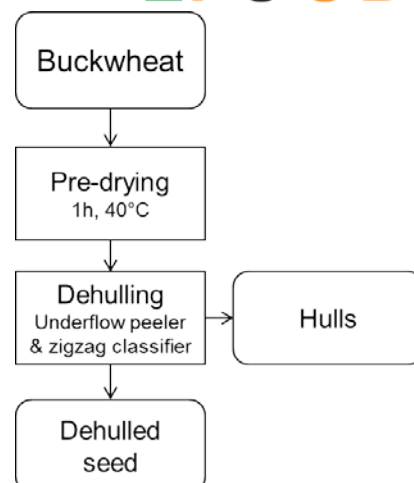 Buckwheat
Pre-drying
1h, 40°C
Dehulling
Underflow peeler
& zigzag classifier
Hulls
Dehulled
seed